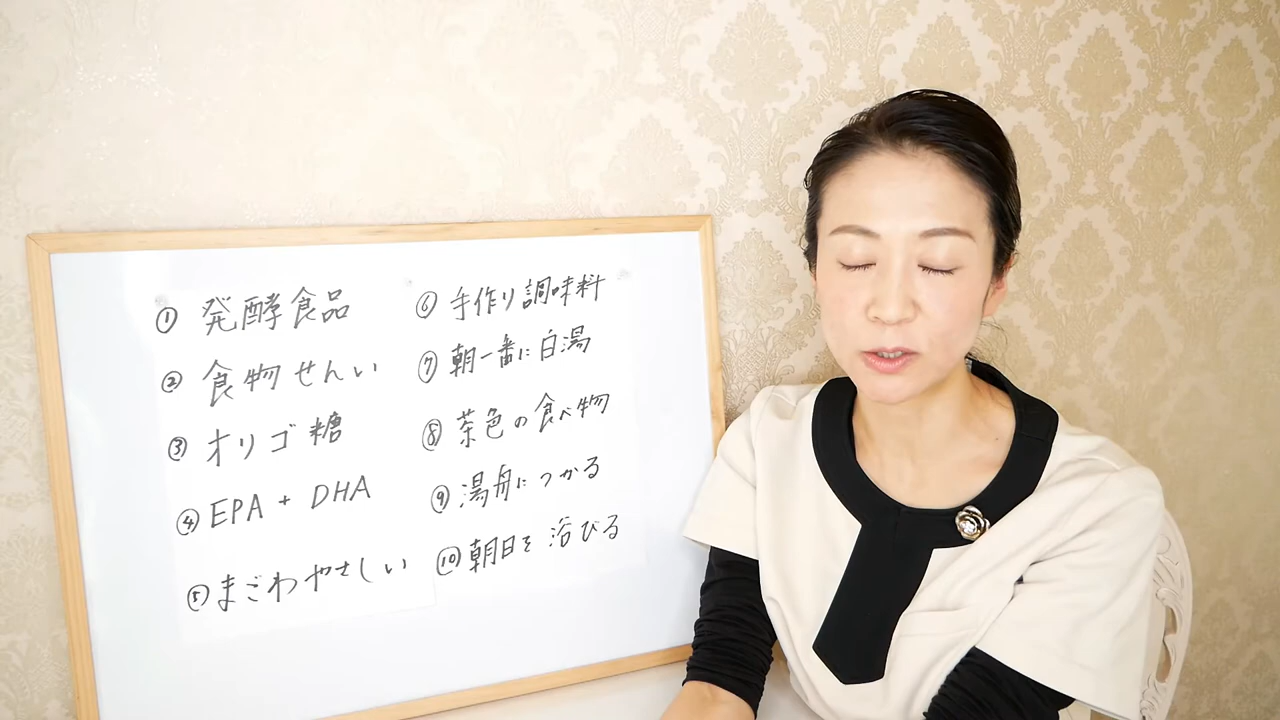 ① 発酵食品
② 食物せんい
③ オリゴ糖
④ EPA + DHA
⑤ まごわやさしい
⑥ 手作り調味料
⑦ 朝一番に白湯
⑧ 茶色の食べ物
⑨ 湯舟につかる
⑩ 朝日を浴びる